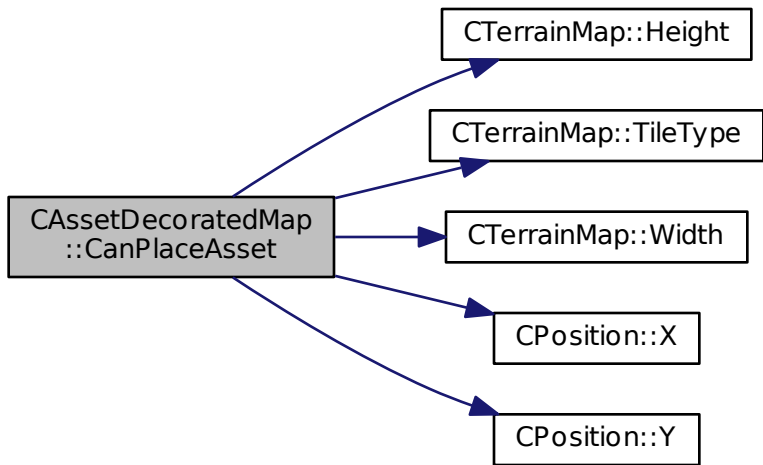 CTerrainMap::Height
CTerrainMap::TileType
CAssetDecoratedMap
::CanPlaceAsset
CTerrainMap::Width
CPosition::X
CPosition::Y